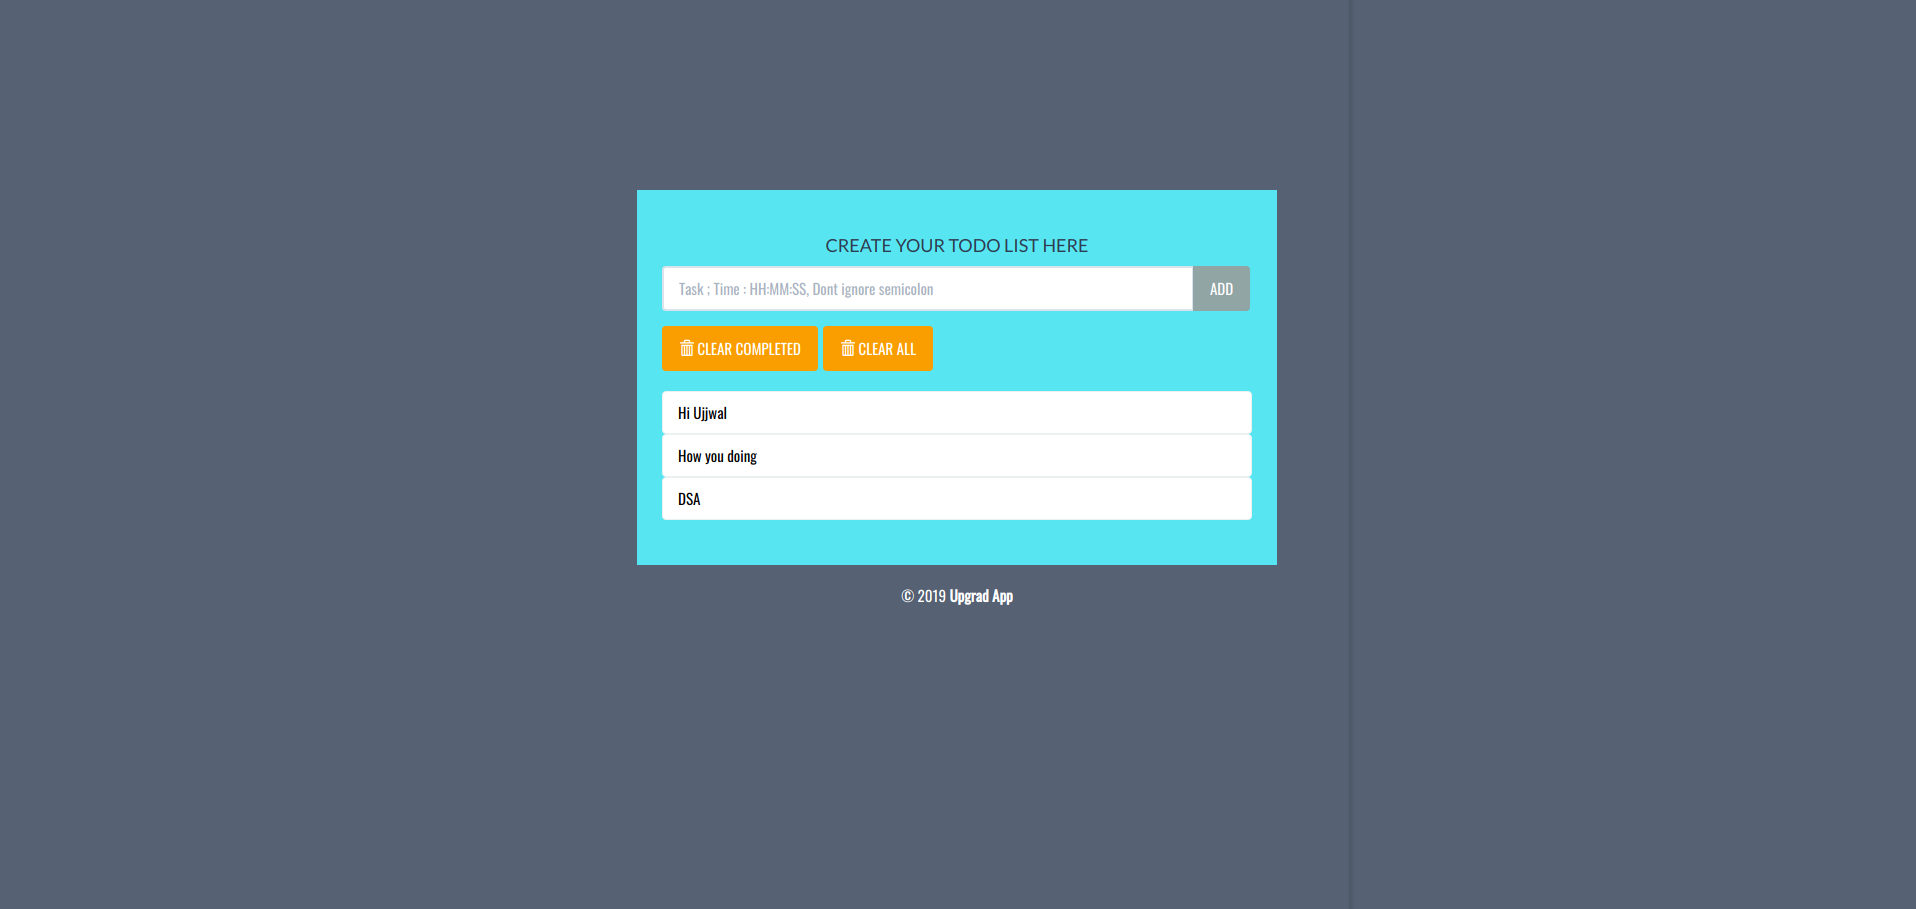 CREATE YOUR TODO LIST HERE
Task ; Time : HH:MM:SS, Dont ignore semicolon
ADD
CLEAR COMPLETED
CLEAR ALL
Hi Ujjwal
How you doing
DSA
© 2019 Upgrad App